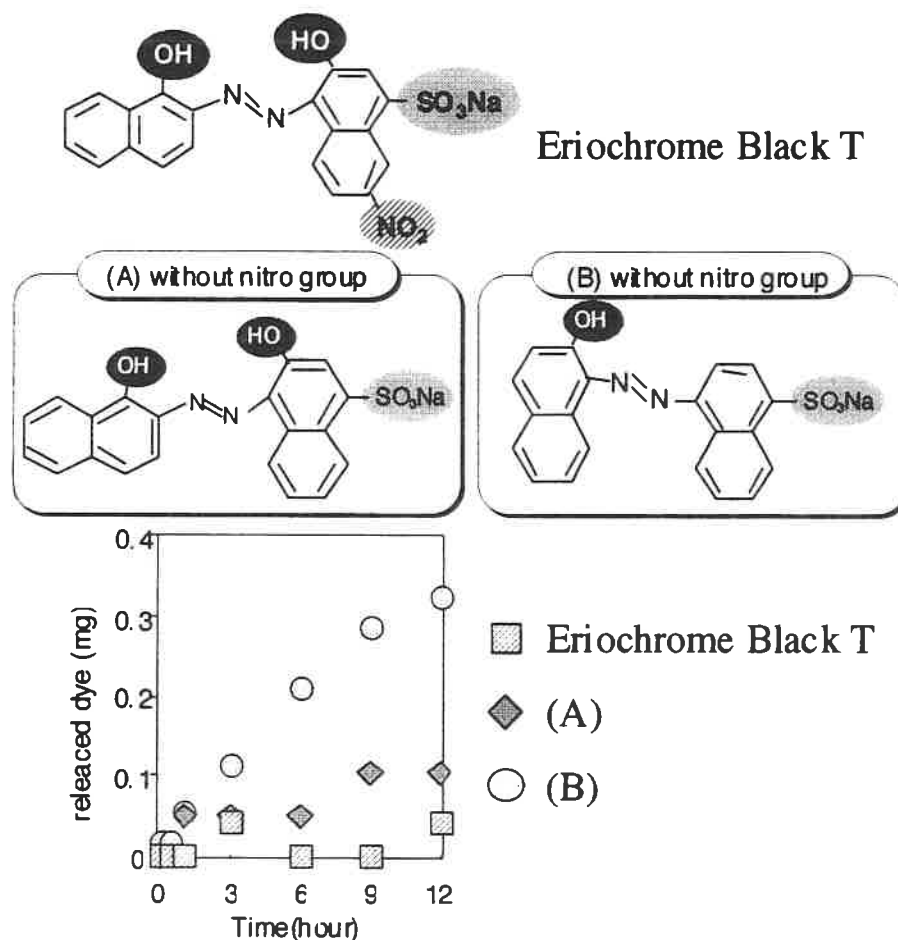 OH
HO
N
N
SO₃Na
Eriochrome Black T
NO₂
(A) without nitro group
(B) without nitro group
OH
HO
N
N
SO₃Na
OH
N
N
SO₃Na
0.4
0.3
0.2
0.1
0
0 3 6 9 12
releaced dye (mg)
Time(hour)
Eriochrome Black T
(A)
(B)